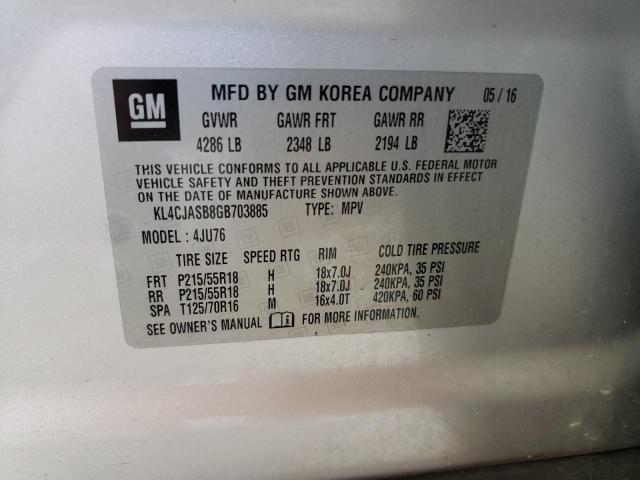 GM MFD BY GM KOREA COMPANY 05 / 16
GVWR GAWR FRT GAWR RR
4286 LB 2348 LB 2194 LB
THIS VEHICLE CONFORMS TO ALL APPLICABLE U.S. FEDERAL MOTOR
VEHICLE SAFETY AND THEFT PREVENTION STANDARDS IN EFFECT
ON THE DATE OF MANUFACTURE SHOWN ABOVE.
KL4CJASB8GB703885 TYPE: MPV
MODEL : 4JU76
TIRE SIZE SPEED RTG RIM COLD TIRE PRESSURE
FRT P215/55R18 H 18x7.0J 240KPA, 35 PSI
RR P215/55R18 H 18x7.0J 240KPA, 35 PSI
SPA T125/70R16 M 16x4.0T 420KPA, 60 PSI
SEE OWNER'S MANUAL FOR MORE INFORMATION.